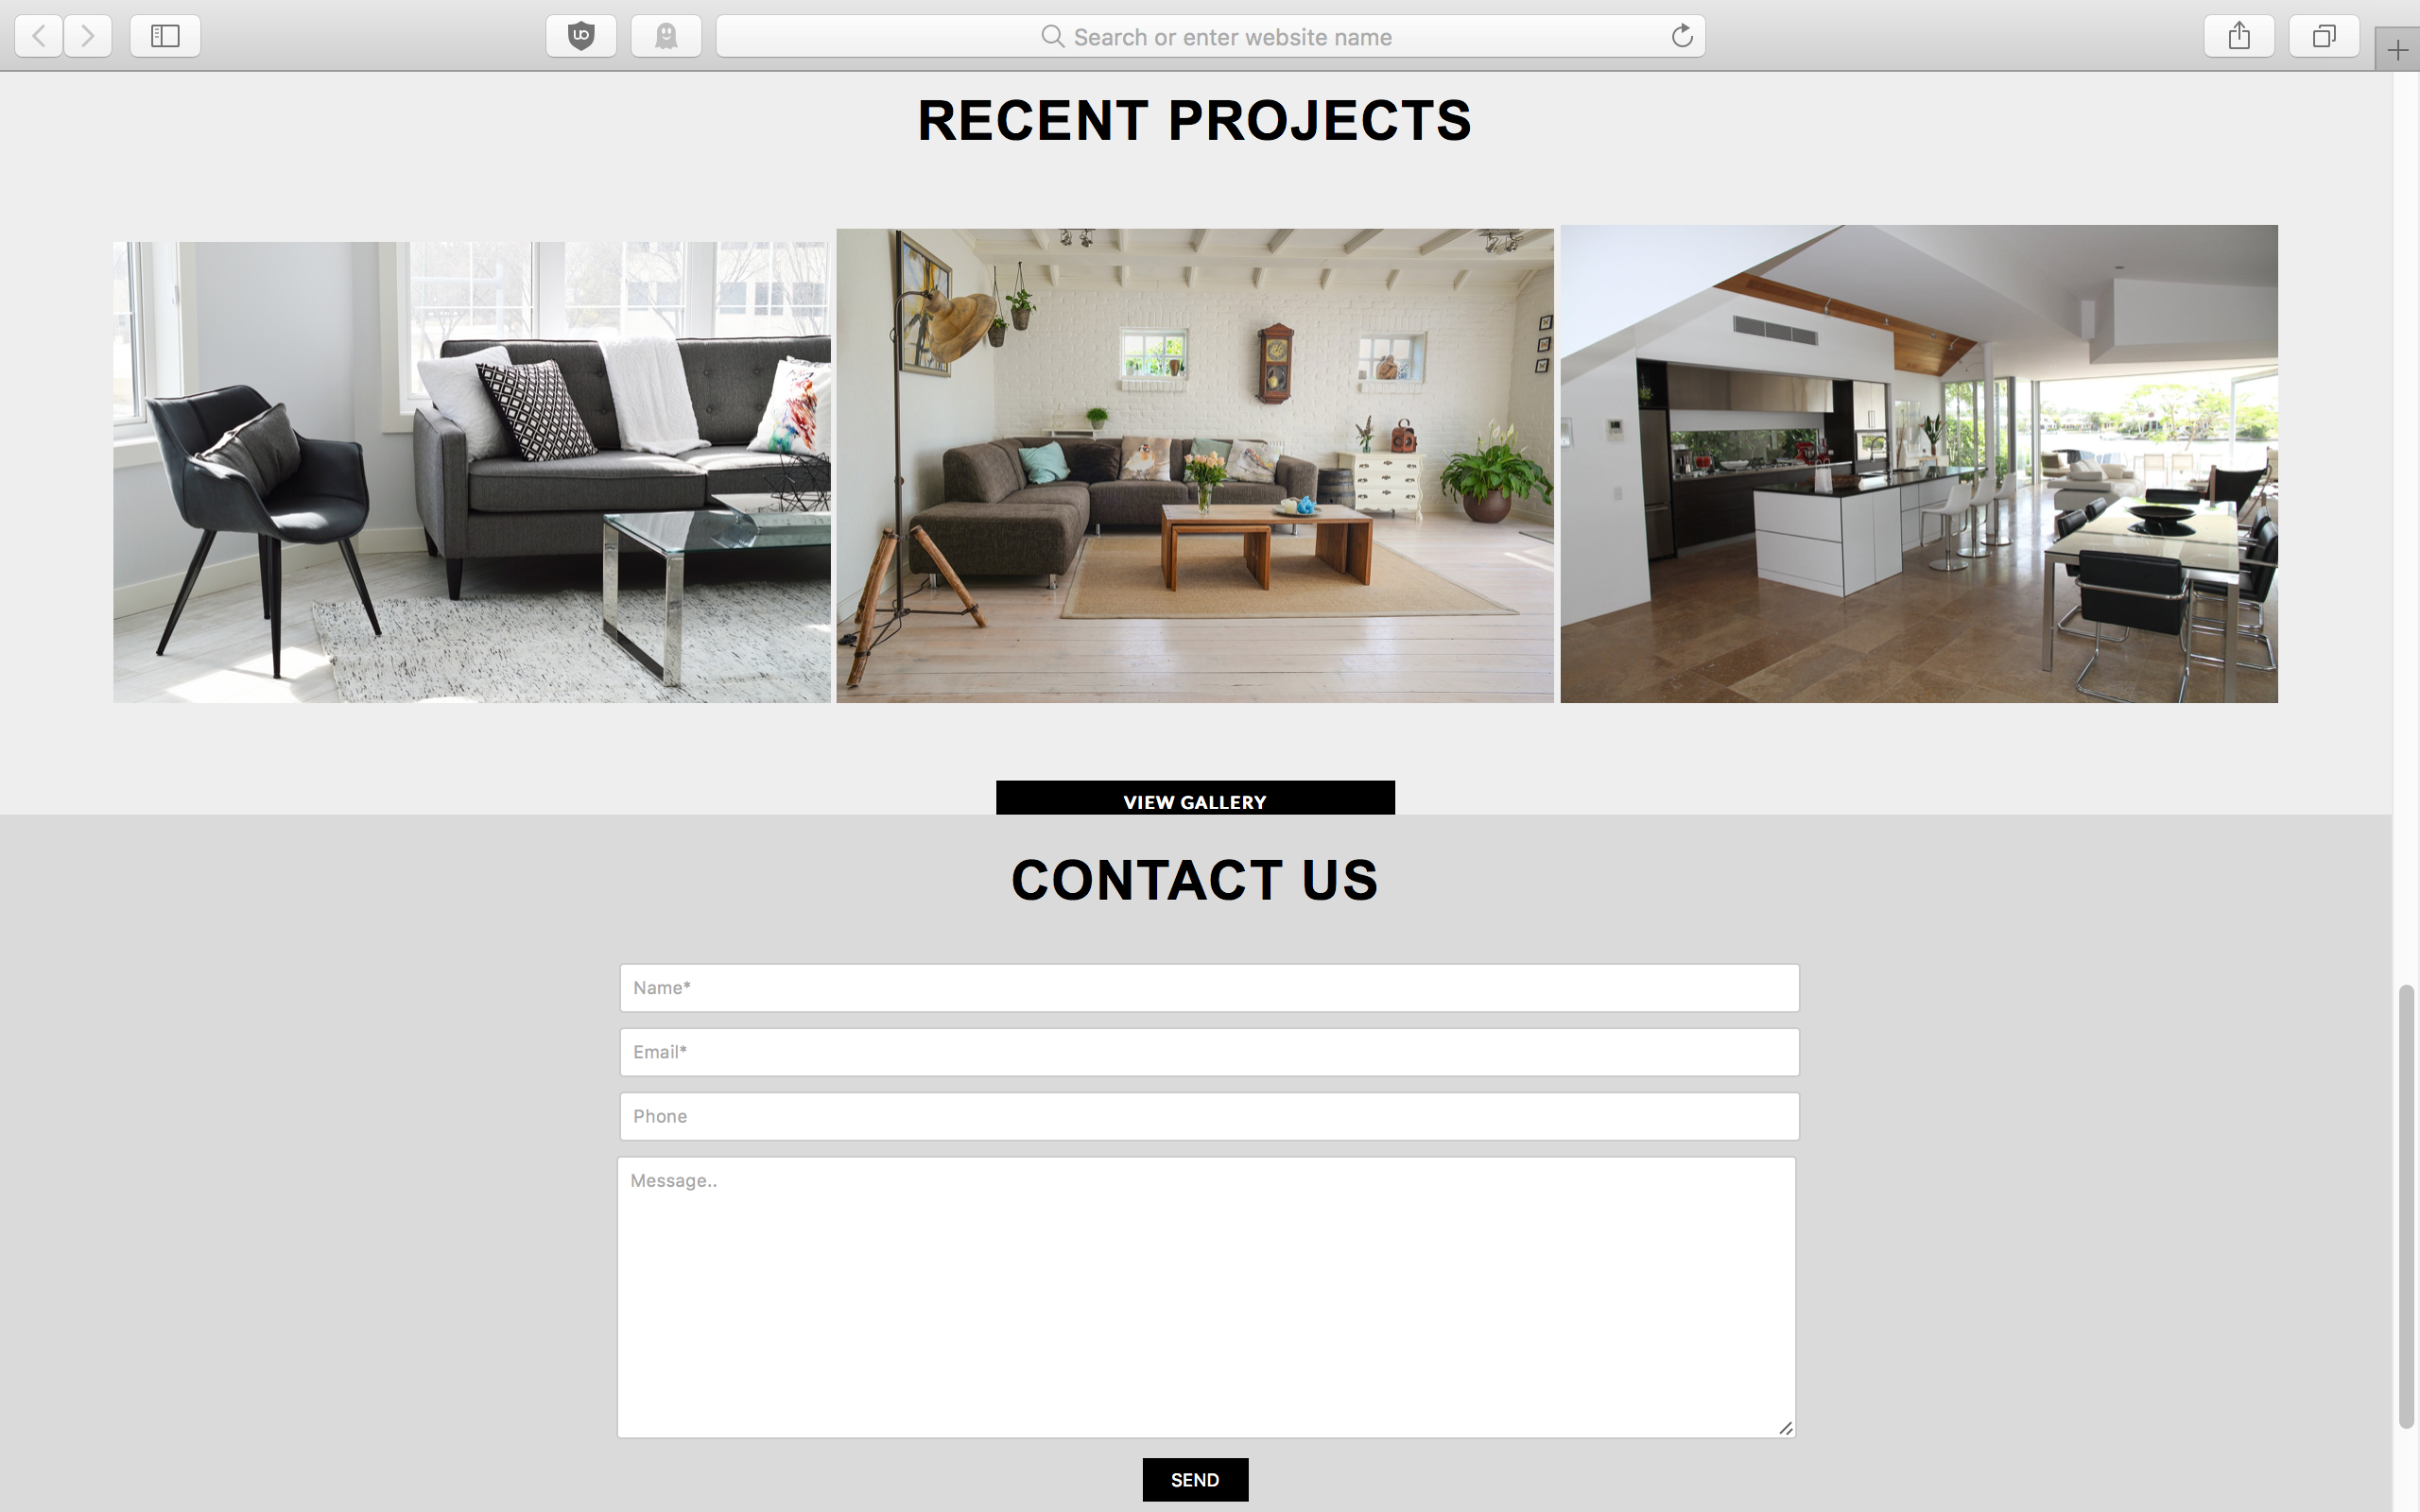 Search or enter website name
RECENT PROJECTS
VIEW GALLERY
CONTACT US
Name*
Email*
Phone
Message..
SEND